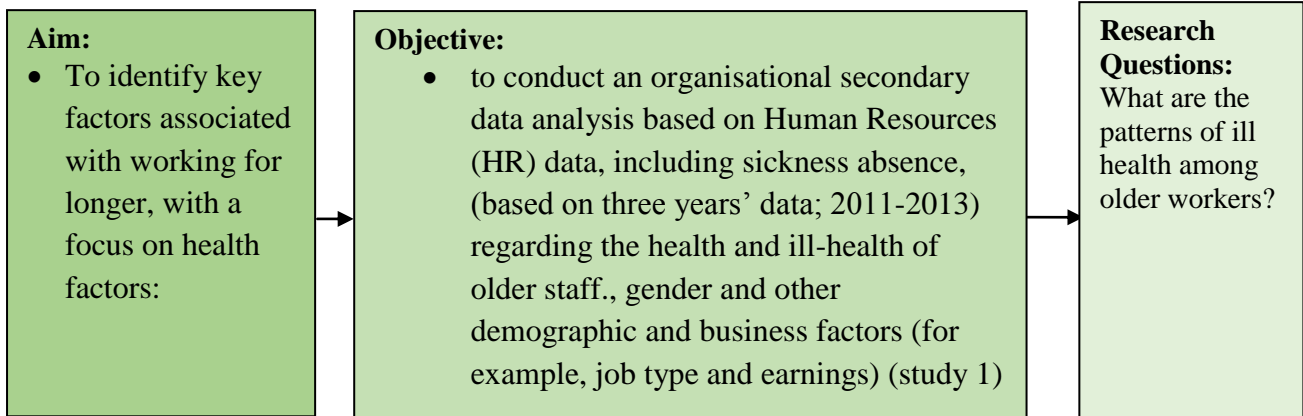 Aim:
• To identify key
factors associated
with working for
longer, with a
focus on health
factors:
Objective:
• to conduct an organisational secondary
data analysis based on Human Resources
(HR) data, including sickness absence,
(based on three years’ data; 2011-2013)
regarding the health and ill-health of
older staff., gender and other
demographic and business factors (for
example, job type and earnings) (study 1)
Research
Questions:
What are the
patterns of ill
health among
older workers?